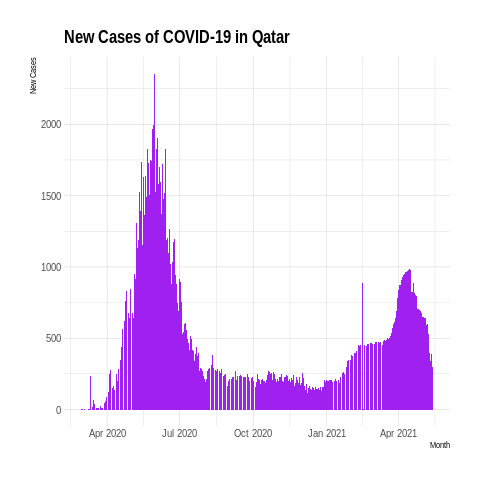 New Cases of COVID-19 in Qatar
New Cases
2000
1500
1000
500
0
Apr 2020 Jul 2020 Oct 2020 Jan 2021 Apr 2021
Month